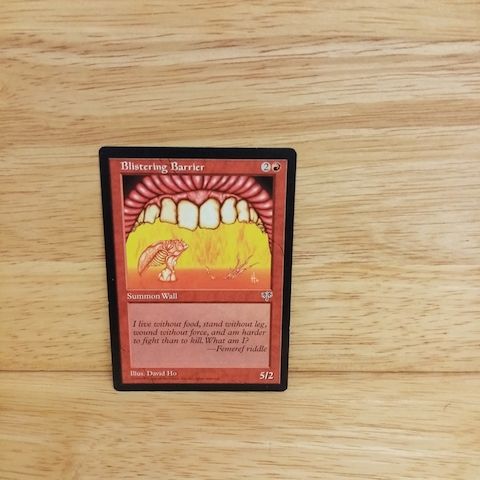 Blistering Barrier 2
Summon Wall
I live without food, stand without leg,
wound without force, and am harder
to fight than to kill. What am I?
—Femeref riddle
Illus. David Ho
5/2